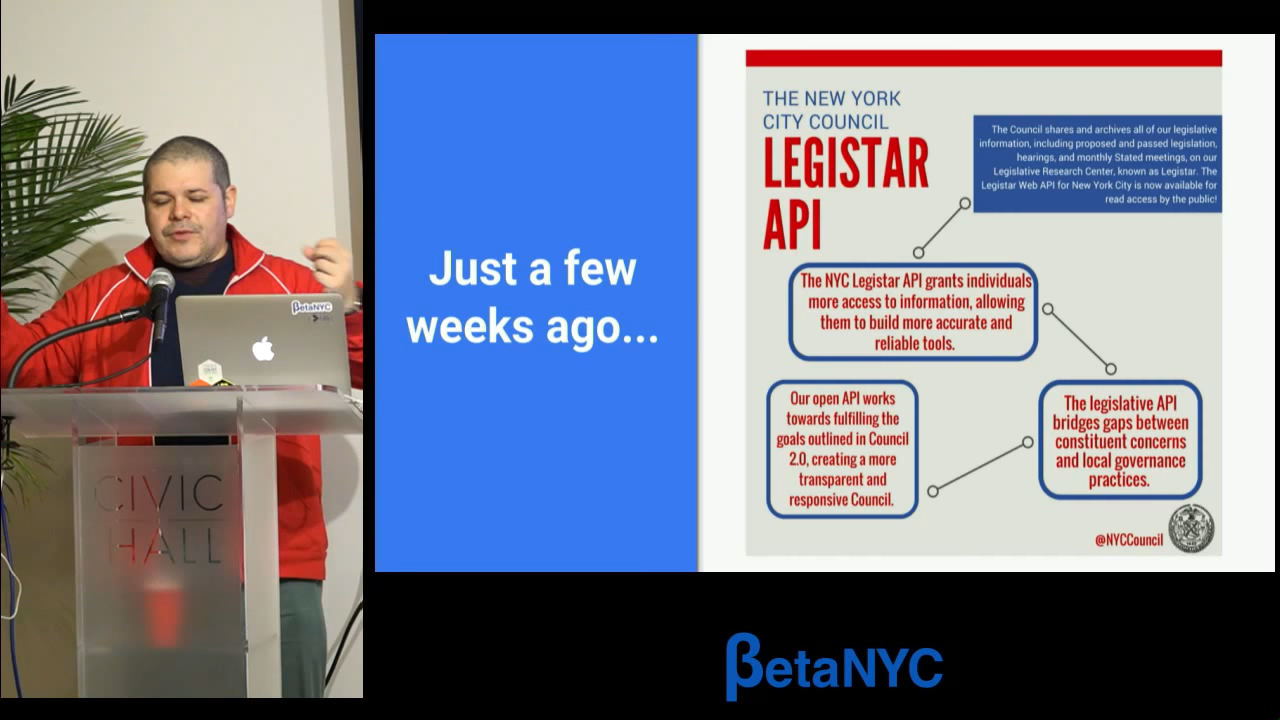 βetaNYC
CIVIC
HALL
Just a few
weeks ago...
THE NEW YORK
CITY COUNCIL
LEGISTAR
API
The Council shares and archives all of our legislative
information, including proposed and passed legislation,
hearings, and monthly Stated meetings, on our
Legislative Research Center, known as Legistar. The
Legistar Web API for New York City is now available for
read access by the public!
The NYC Legistar API grants individuals
more access to information, allowing
them to build more accurate and
reliable tools.
The legislative API
bridges gaps between
constituent concerns
and local governance
practices.
Our open API works
towards fulfilling the
goals outlined in Council
2.0, creating a more
transparent and
responsive Council.
@NYCCouncil
βetaNYC